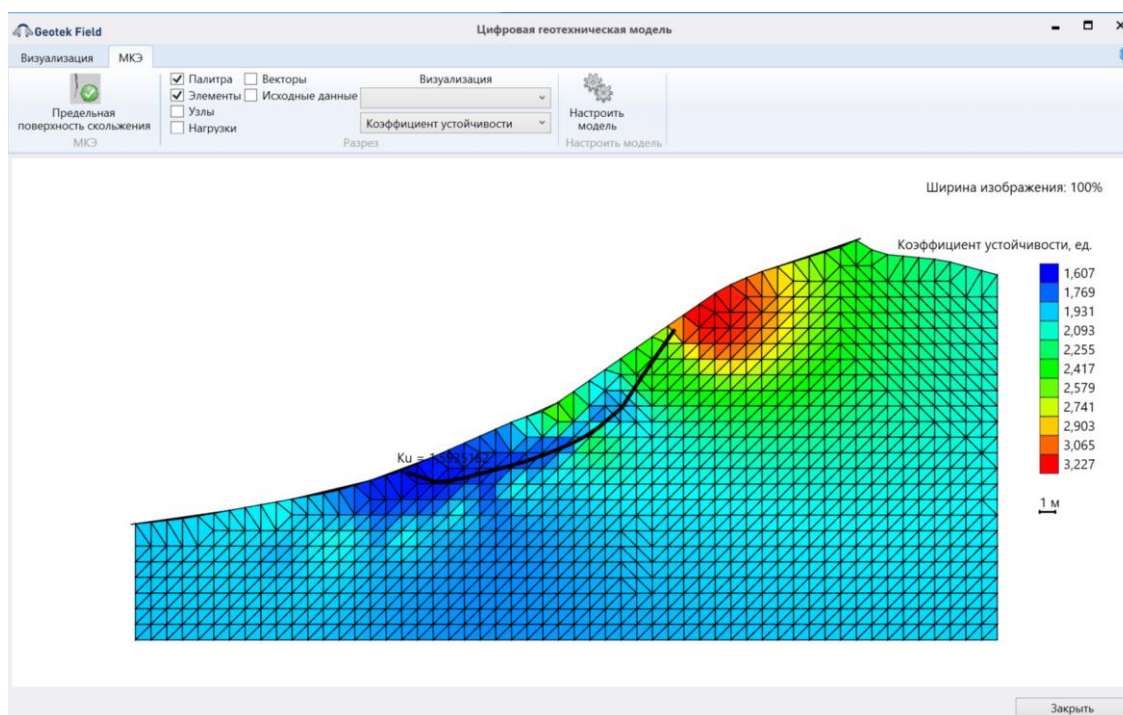 Geotek Field
Цифровая геотехническая модель
Визуализация МКЭ
Предельная
поверхность скольжения
МКЭ
Палитра Векторы
Элементы Исходные данные
Узлы
Нагрузки
Визуализация
Коэффициент устойчивости
Разрез
Настроить
модель
Настроить модель
Ширина изображения: 100%
Коэффициент устойчивости, ед.
1,607
1,769
1,931
2,093
2,255
2,417
2,579
2,741
2,903
3,065
3,227
1 м
Ku =
Закрыть